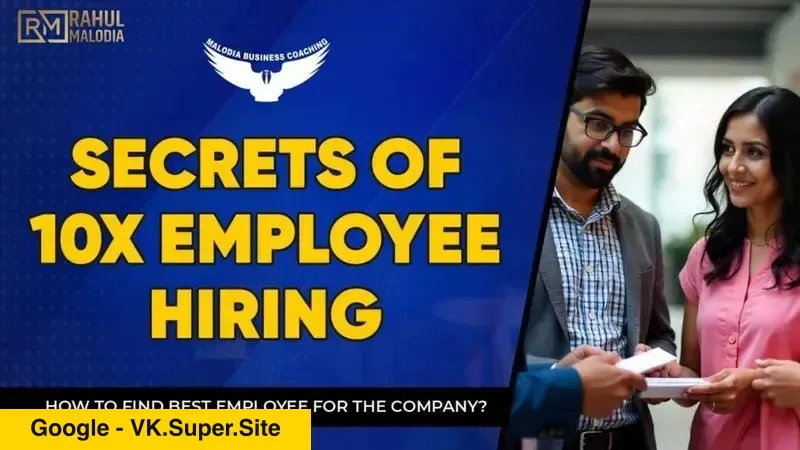 RM RAHUL
MALODIA
MALODIA BUSINESS COACHING
SECRETS OF
10X EMPLOYEE
HIRING
HOW TO FIND BEST EMPLOYEE FOR THE COMPANY?
Google - VK.Super.Site